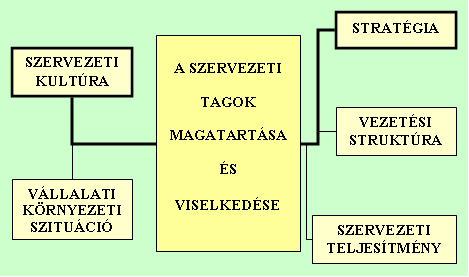 SZERVEZETI
KULTÚRA
VÁLLALATI
KÖRNYEZETI
SZITUÁCIÓ
A SZERVEZETI
TAGOK
MAGATARTÁSA
ÉS
VISELKEDÉSE
STRATÉGIA
VEZETÉSI
STRUKTÚRA
SZERVEZETI
TELJESÍTMÉNY